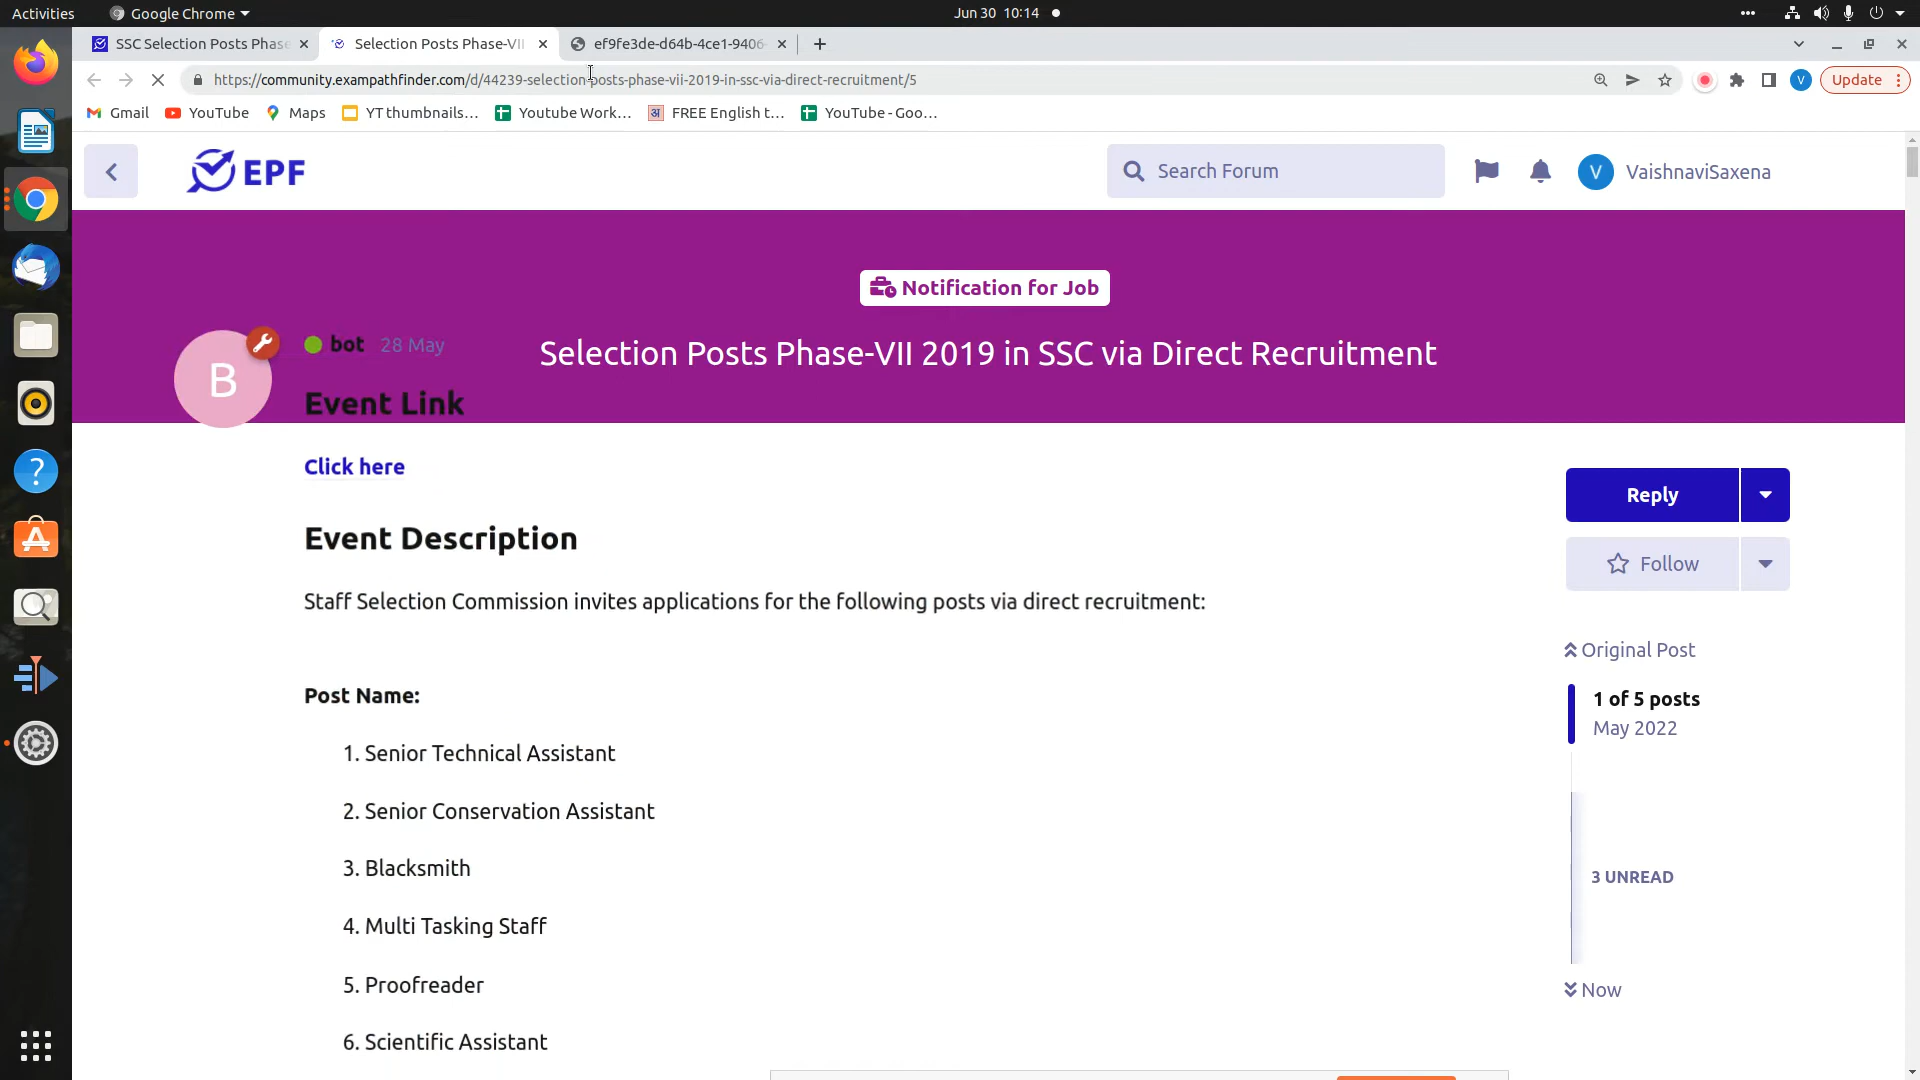 Activities
Google Chrome
Jun 30 10:14
SSC Selection Posts Phase
Selection Posts Phase-VII
ef9fe3de-d64b-4ce1-9406-
https://community.exampathfinder.com/d/44239-selection-posts-phase-vii-2019-in-ssc-via-direct-recruitment/5
V
Update
Gmail
YouTube
Maps
YT thumbnails...
Youtube Work...
FREE English t...
YouTube - Goo...
EPF
Search Forum
V
VaishnaviSaxena
Notification for Job
Selection Posts Phase-VII 2019 in SSC via Direct Recruitment
B
bot 28 May
Event Link
Click here
Event Description
Staff Selection Commission invites applications for the following posts via direct recruitment:
Post Name:
1. Senior Technical Assistant
2. Senior Conservation Assistant
3. Blacksmith
4. Multi Tasking Staff
5. Proofreader
6. Scientific Assistant
Reply
Follow
Original Post
1 of 5 posts
May 2022
3 UNREAD
Now